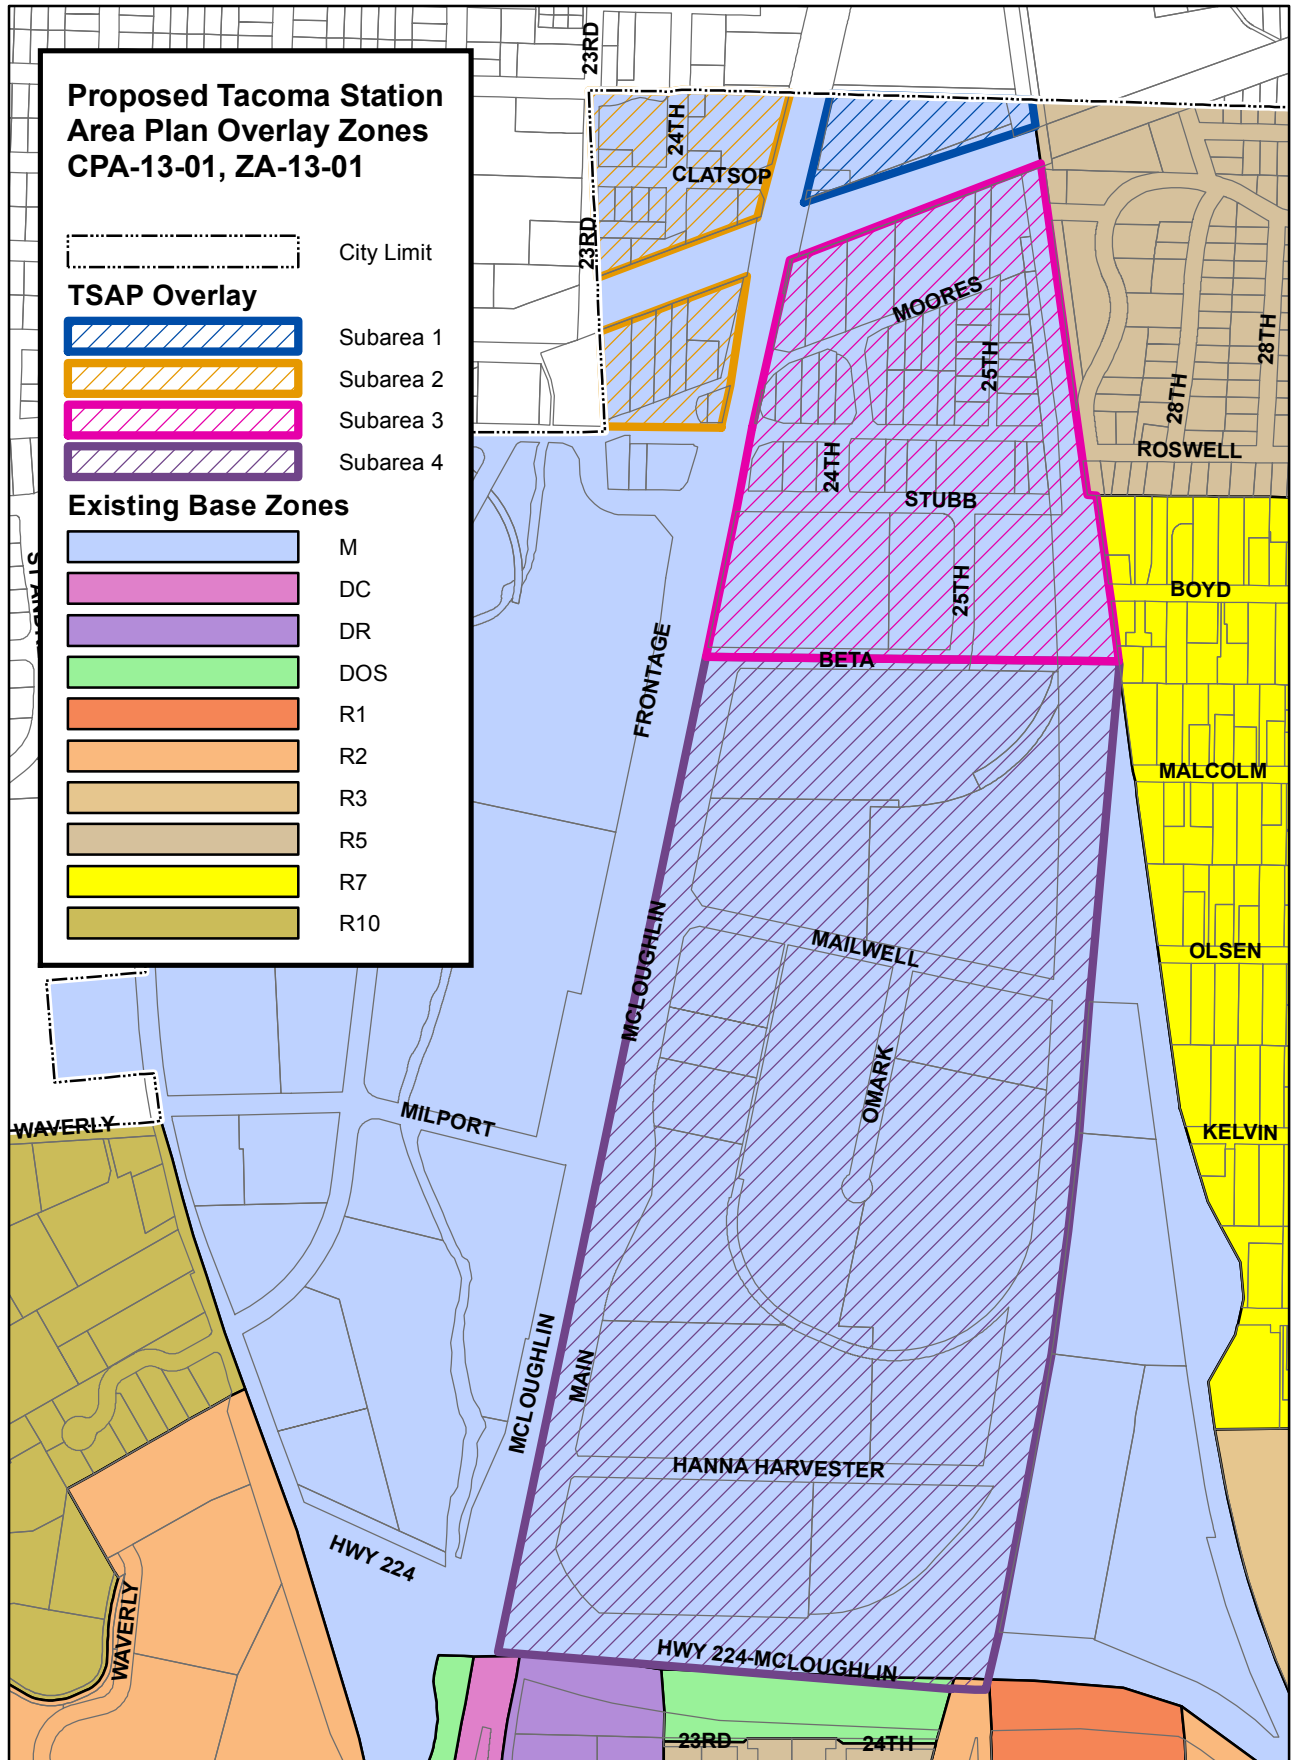 Proposed Tacoma Station
Area Plan Overlay Zones
CPA-13-01, ZA-13-01
City Limit
TSAP Overlay
Subarea 1
Subarea 2
Subarea 3
Subarea 4
Existing Base Zones
M
DC
DR
DOS
R1
R2
R3
R5
R7
R10
23RD
24TH
CLATSOP
23RD
MOORES
25TH
28TH
28TH
ROSWELL
24TH
STUBB
25TH
BOYD
FRONTAGE
BETA
MALCOLM
MCLOUGHLIN
MAILWELL
OLSEN
OMARK
MILPORT
WAVERLY
KELVIN
MCLOUGHLIN
MAIN
HANNA HARVESTER
HWY 224
WAVERLY
HWY 224-MCLOUGHLIN
23RD
24TH